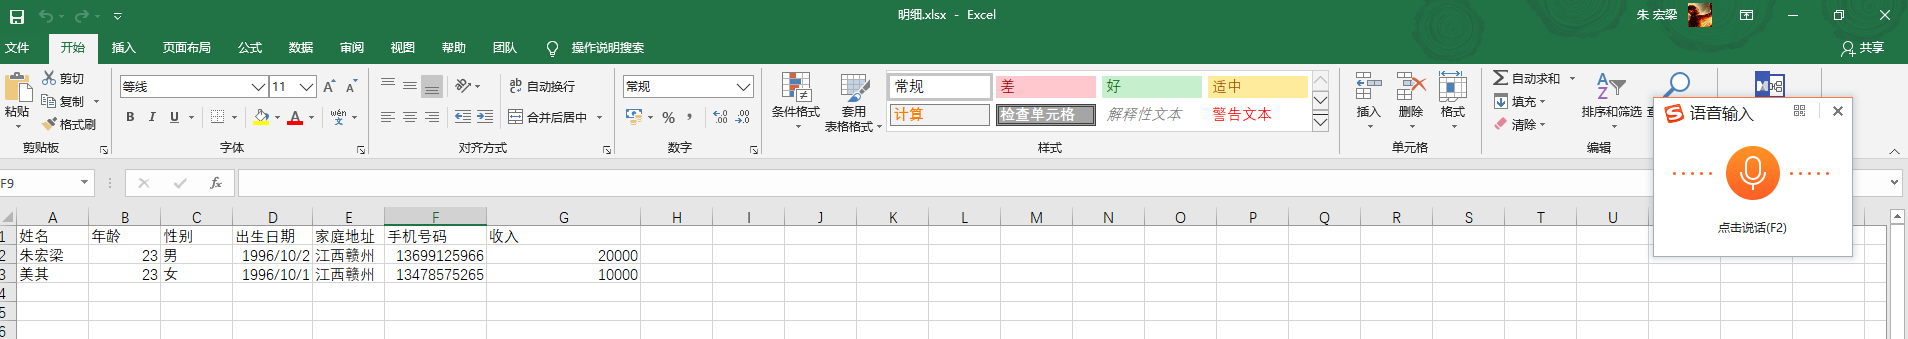 明细.xlsx - Excel
朱 宏梁
文件 开始 插入 页面布局 公式 数据 审阅 视图 帮助 团队 操作说明搜索 共享
粘贴 剪切 复制 格式刷 剪贴板
等线 11 A A
B I U A wén 文 字体
ab 自动换行 合并后居中 对齐方式
常规 % , 数字
条件格式 套用 表格格式
常规 差 好 适中
计算 检查单元格 解释性文本 警告文本
样式
插入 删除 格式 单元格
自动求和 填充 清除 排序和筛选 编辑
语音输入
点击说话(F2)
F9 fx
A B C D E F G H I J K L M N O P Q R S T U
1 姓名 年龄 性别 出生日期 家庭地址 手机号码 收入
2 朱宏梁 23 男 1996/10/2 江西赣州 13699125966 20000
3 美其 23 女 1996/10/1 江西赣州 13478575265 10000
4
5
6